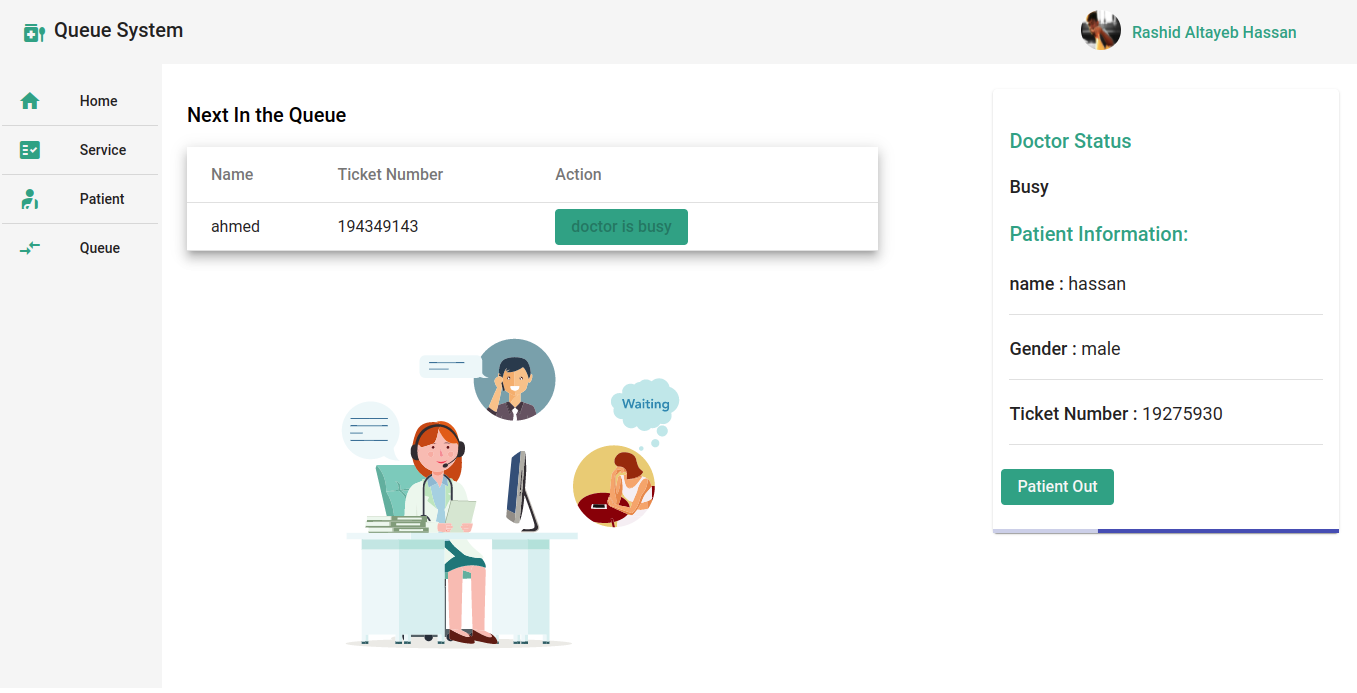 Queue System
Rashid Altayeb Hassan
Home
Service
Patient
Queue
Next In the Queue
Name Ticket Number Action
ahmed 194349143 doctor is busy
Waiting
Doctor Status
Busy
Patient Information:
name : hassan
Gender : male
Ticket Number : 19275930
Patient Out